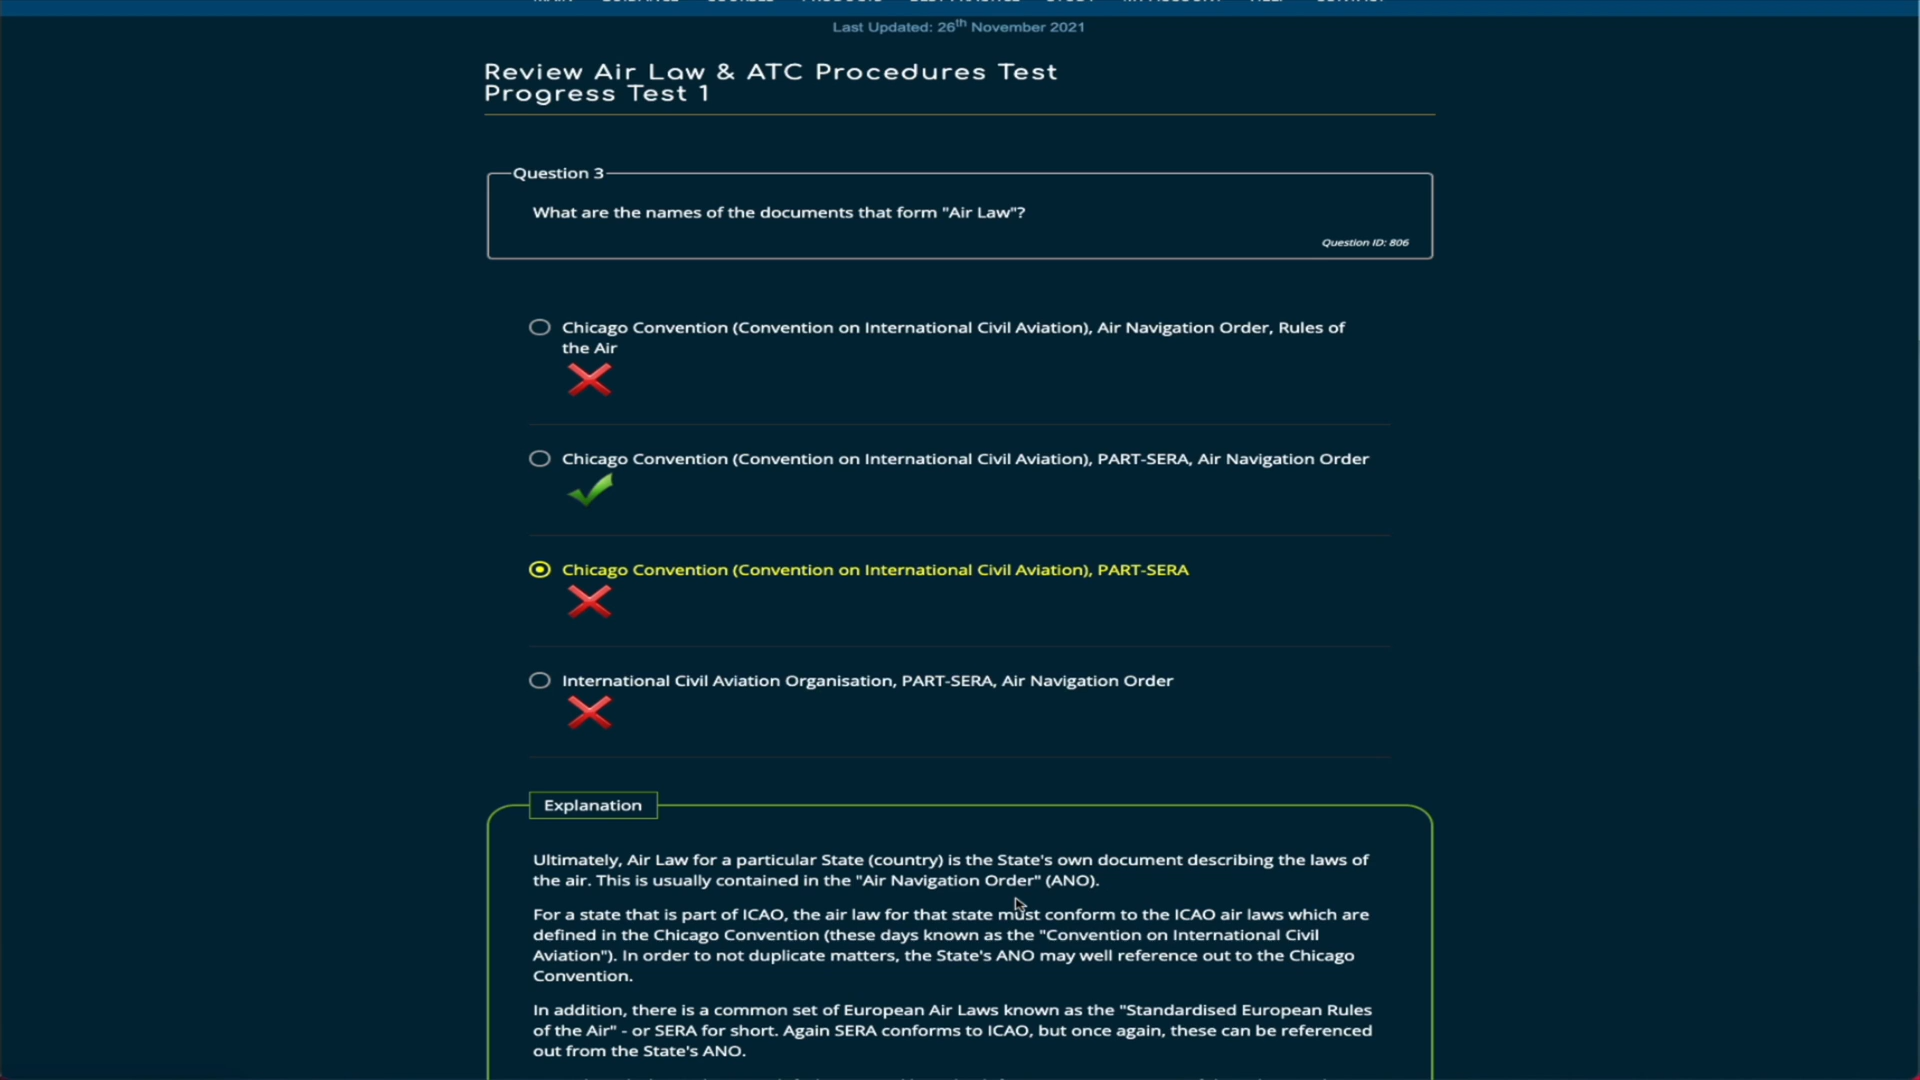 Last Updated: 26th November 2021
Review Air Law & ATC Procedures Test
Progress Test 1
Question 3
What are the names of the documents that form "Air Law"?
Question ID: 806
Chicago Convention (Convention on International Civil Aviation), Air Navigation Order, Rules of
the Air
Chicago Convention (Convention on International Civil Aviation), PART-SERA, Air Navigation Order
Chicago Convention (Convention on International Civil Aviation), PART-SERA
International Civil Aviation Organisation, PART-SERA, Air Navigation Order
Explanation
Ultimately, Air Law for a particular State (country) is the State's own document describing the laws of
the air. This is usually contained in the "Air Navigation Order" (ANO).
For a state that is part of ICAO, the air law for that state must conform to the ICAO air laws which are
defined in the Chicago Convention (these days known as the "Convention on International Civil
Aviation"). In order to not duplicate matters, the State's ANO may well reference out to the Chicago
Convention.
In addition, there is a common set of European Air Laws known as the "Standardised European Rules
of the Air" - or SERA for short. Again SERA conforms to ICAO, but once again, these can be referenced
out from the State's ANO.